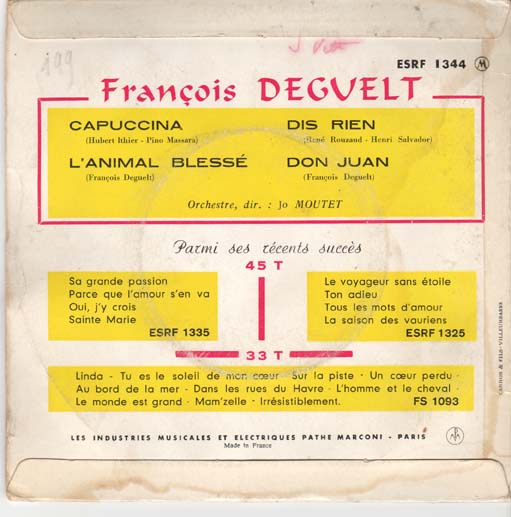 199
ESRF 1344 M
François DEGUELT
CAPUCCINA
(Hubert Ithier - Pino Massara)
DIS RIEN
(René Rouzaud - Henri Salvador)
L'ANIMAL BLESSÉ
(François Deguelt)
DON JUAN
(François Deguelt)
Orchestre, dir. : Jo MOUTET
Parmi ses récents succès
45 T
Sa grande passion
Parce que l'amour s'en va
Oui, j'y crois
Sainte Marie
ESRF 1335
Le voyageur sans étoile
Ton adieu
Tous les mots d'amour
La saison des vauriens
ESRF 1325
33 T
Linda - Tu es le soleil de mon cœur - Sur la piste - Un cœur perdu -
Au bord de la mer - Dans les rues du Havre - L'homme et le cheval -
Le monde est grand - Mam'zelle - Irrésistiblement.
FS 1093
LES INDUSTRIES MUSICALES ET ELECTRIQUES PATHE MARCONI - PARIS
Made in France